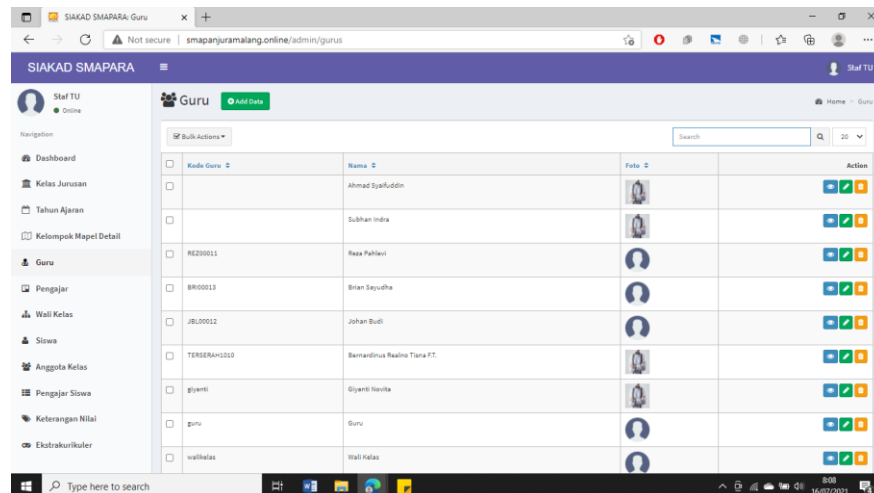 SIAKAD SMAPARA: Guru
Not secure | smapanjuramalang.online/admin/gurus
SIAKAD SMAPARA
Staf TU
Staf TU
Online
Guru
Add Data
Home > Guru
Navigation
Bulk Actions
Search
20
Dashboard
Kode Guru
Nama
Foto
Action
Kelas Jurusan
Ahmad Syaifuddin
Tahun Ajaran
Subhan Indra
Kelompok Mapel Detail
REZ00011
Reza Pahlevi
Guru
Pengajar
BRI00013
Brian Sayudha
Wali Kelas
JBL00012
Johan Budi
Siswa
TERSERAH1010
Bernardinus Realno Tisna F.T.
Anggota Kelas
Pengajar Siswa
giyanti
Giyanti Novita
Keterangan Nilai
guru
Guru
Ekstrakurikuler
walikelas
Wali Kelas
Type here to search
8:08
16/07/2021